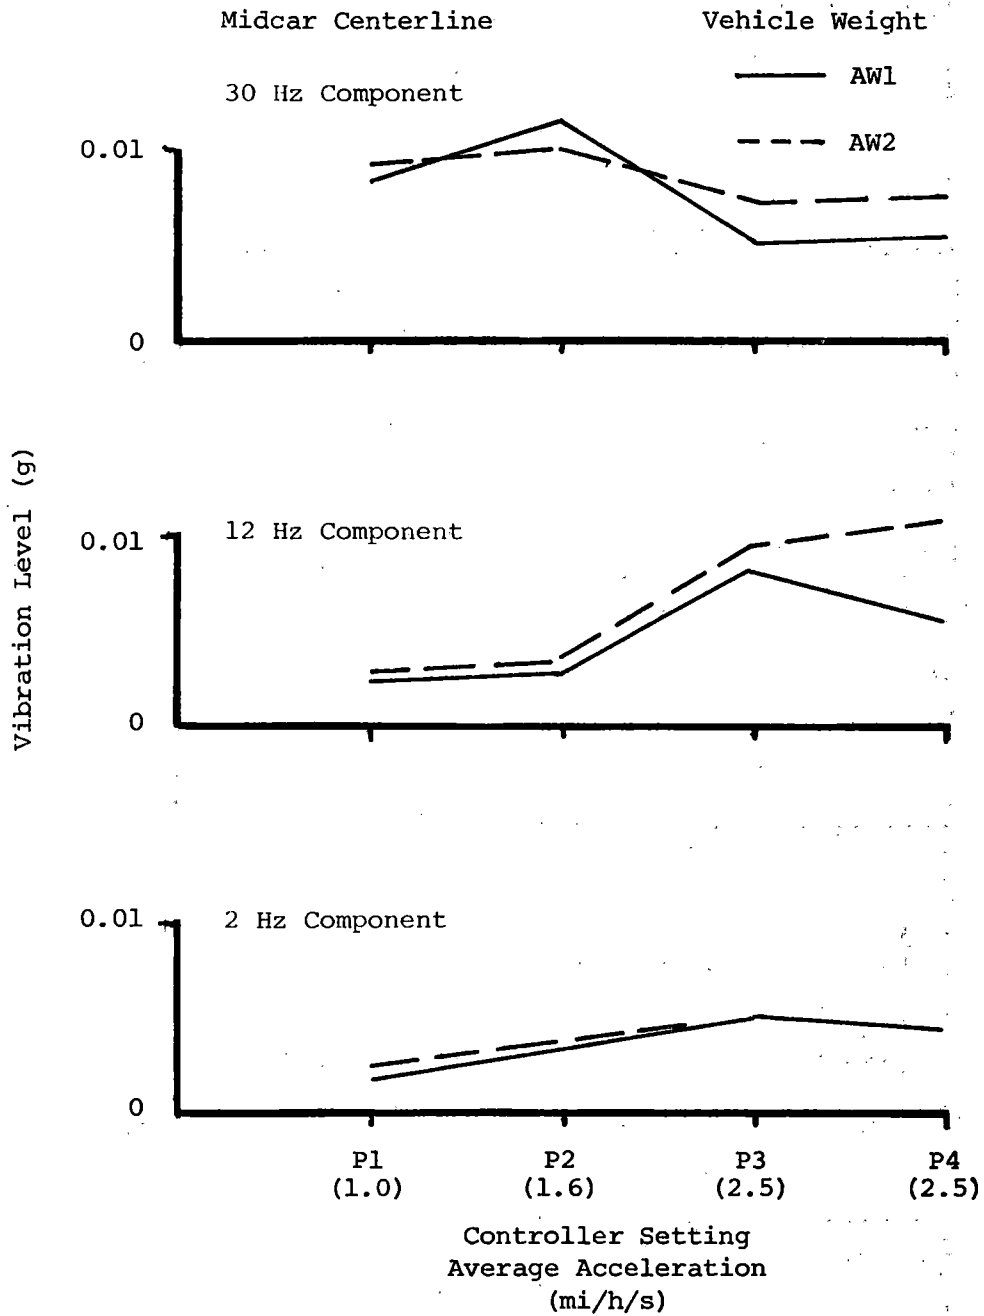 Midcar Centerline
Vehicle Weight
AW1
AW2
30 Hz Component
0.01
0
12 Hz Component
0.01
0
2 Hz Component
0.01
0
Vibration Level (g)
P1 P2 P3 P4
(1.0) (1.6) (2.5) (2.5)
Controller Setting
Average Acceleration
(mi/h/s)